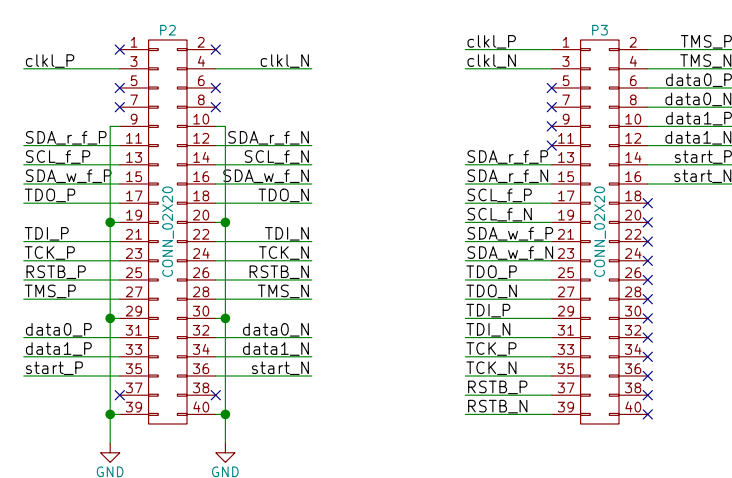 P2
1 2
clkl_P 3 4 clkl_N
5 6
7 8
9 10
SDA_r_f_P 11 12 SDA_r_f_N
SCL_f_P 13 14 SCL_f_N
SDA_w_f_P 15 16 SDA_w_f_N
TDO_P 17 18 TDO_N
19 20
TDI_P 21 22 TDI_N
TCK_P 23 24 TCK_N
RSTB_P 25 26 RSTB_N
TMS_P 27 28 TMS_N
29 30
data0_P 31 32 data0_N
data1_P 33 34 data1_N
start_P 35 36 start_N
37 38
39 40
CONN_02X20
GND GND
P3
clkl_P 1 2 TMS_P
clkl_N 3 4 TMS_N
5 6 data0_P
7 8 data0_N
9 10 data1_P
11 12 data1_N
SDA_r_f_P 13 14 start_P
SDA_r_f_N 15 16 start_N
SCL_f_P 17 18
SCL_f_N 19 20
SDA_w_f_P 21 22
SDA_w_f_N 23 24
TDO_P 25 26
TDO_N 27 28
TDI_P 29 30
TDI_N 31 32
TCK_P 33 34
TCK_N 35 36
RSTB_P 37 38
RSTB_N 39 40
CONN_02X20